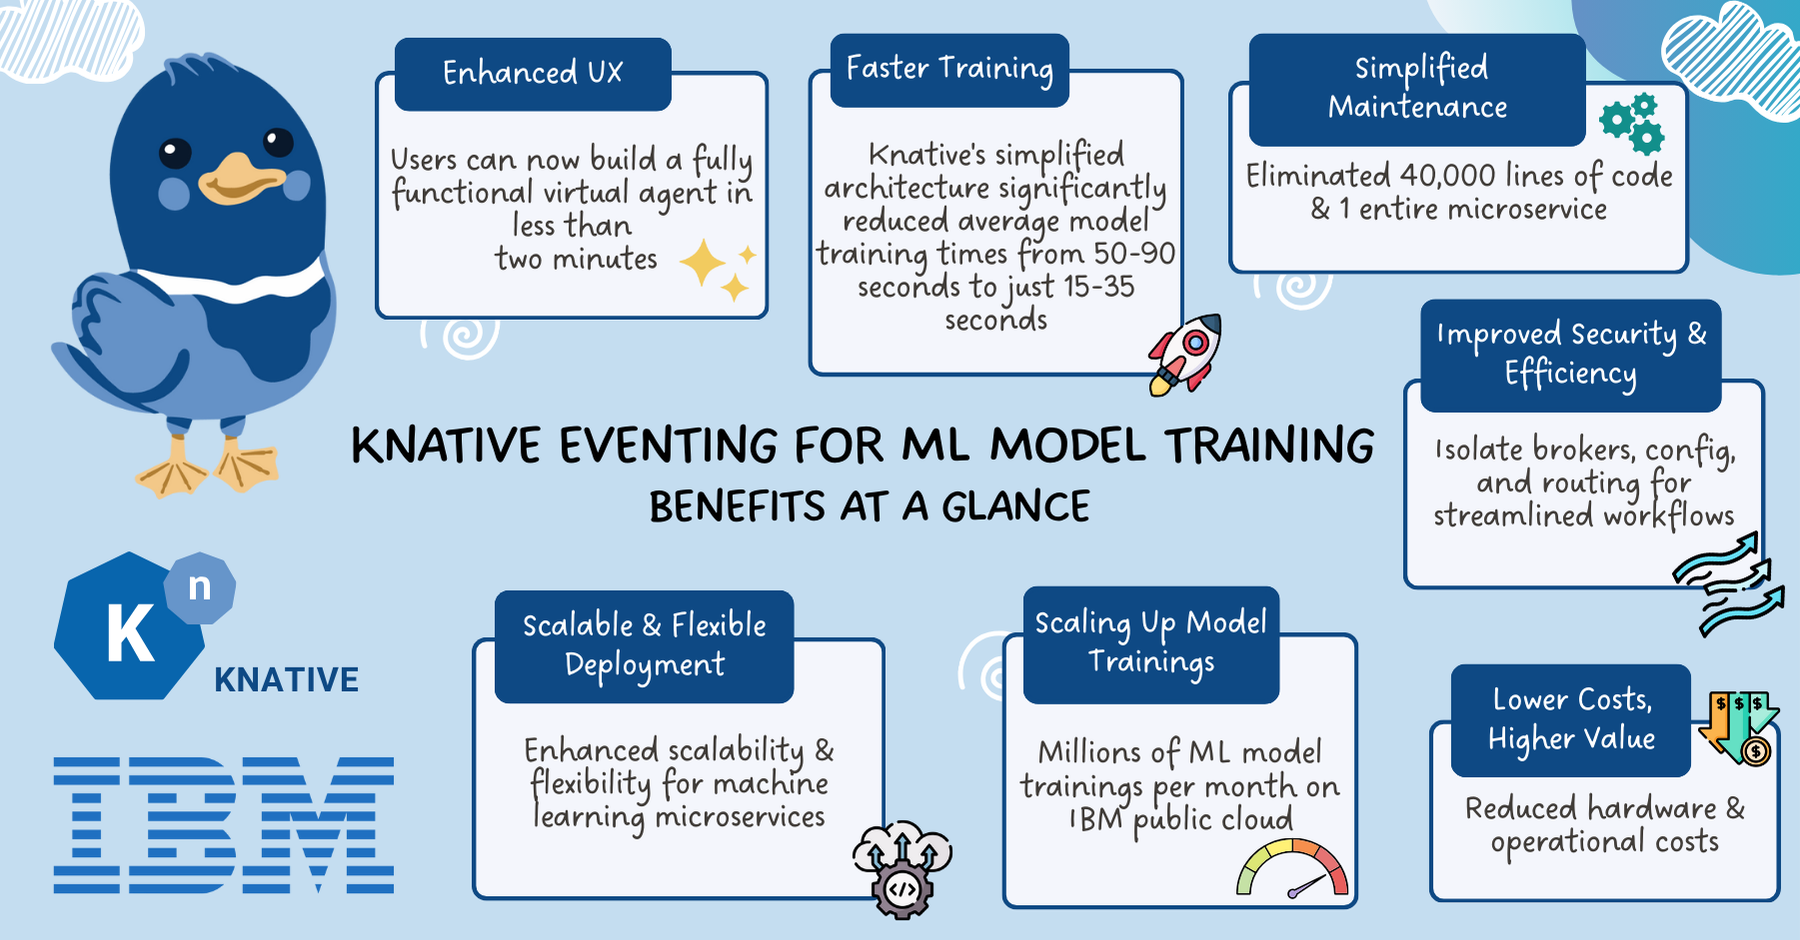 Enhanced UX
Users can now build a fully
functional virtual agent in
less than
two minutes
Faster Training
Knative's simplified
architecture significantly
reduced average model
training times from 50-90
seconds to just 15-35
seconds
Simplified
Maintenance
Eliminated 40,000 lines of code
& 1 entire microservice
Improved Security &
Efficiency
Isolate brokers, config,
and routing for
streamlined workflows
KNATIVE EVENTING FOR ML MODEL TRAINING
BENEFITS AT A GLANCE
K
n
KNATIVE
IBM
Scalable & Flexible
Deployment
Enhanced scalability &
flexibility for machine
learning microservices
</>
Scaling Up Model
Trainings
Millions of ML model
trainings per month on
IBM public cloud
Lower Costs,
Higher Value
$ $ $
$
Reduced hardware &
operational costs